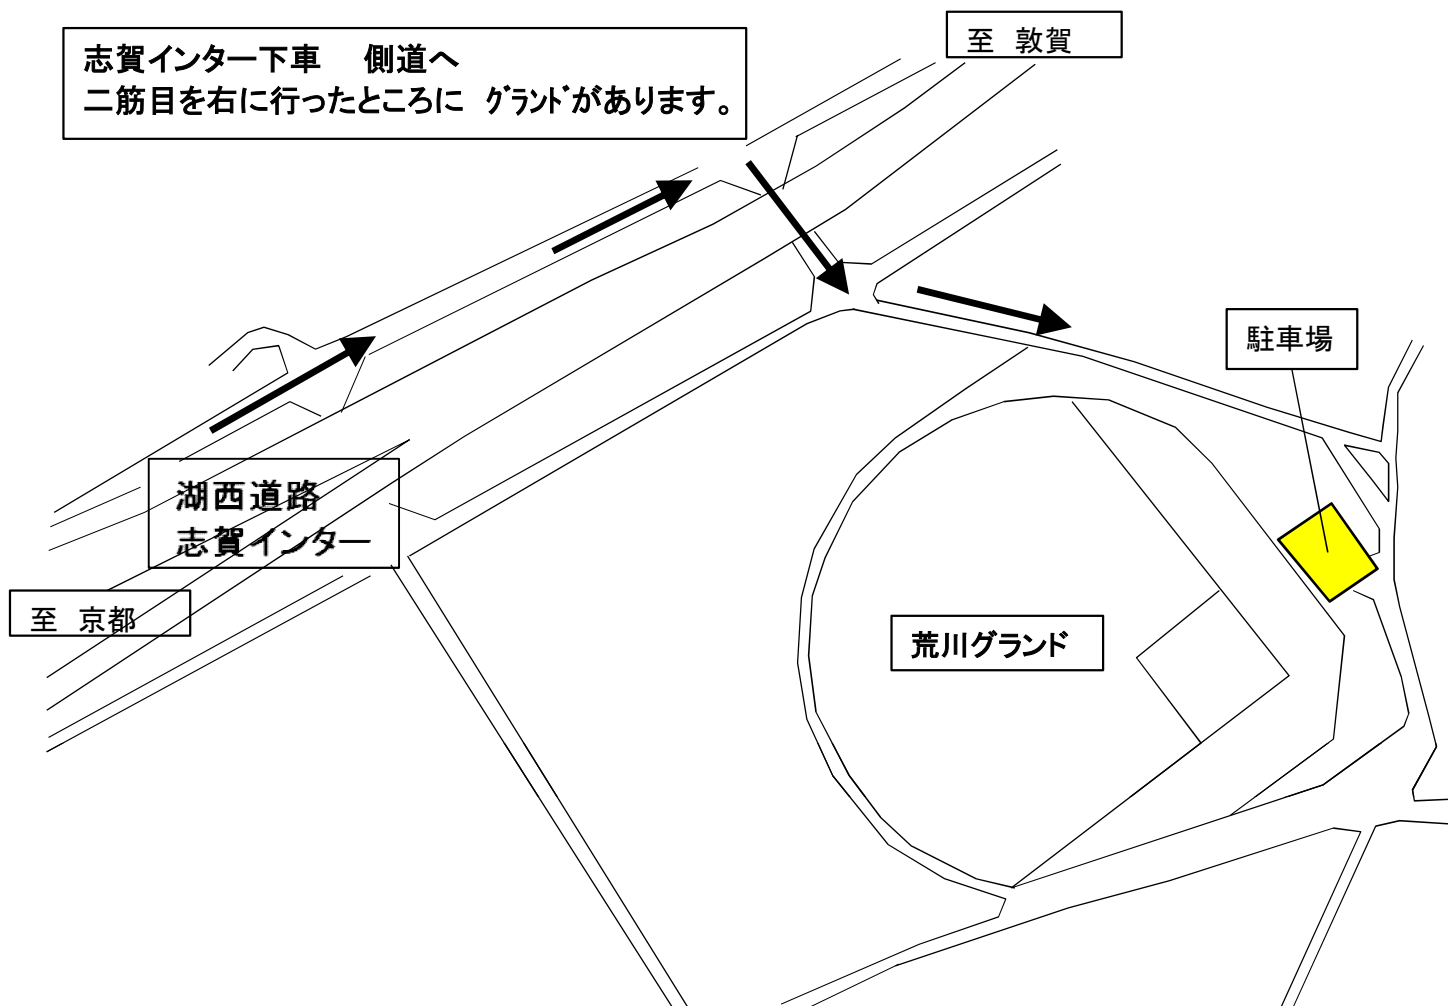 志賀インター下車　側道へ
二筋目を右に行ったところに　グランドがあります。
至　敦賀
駐車場
湖西道路
志賀インター
至　京都
荒川グランド